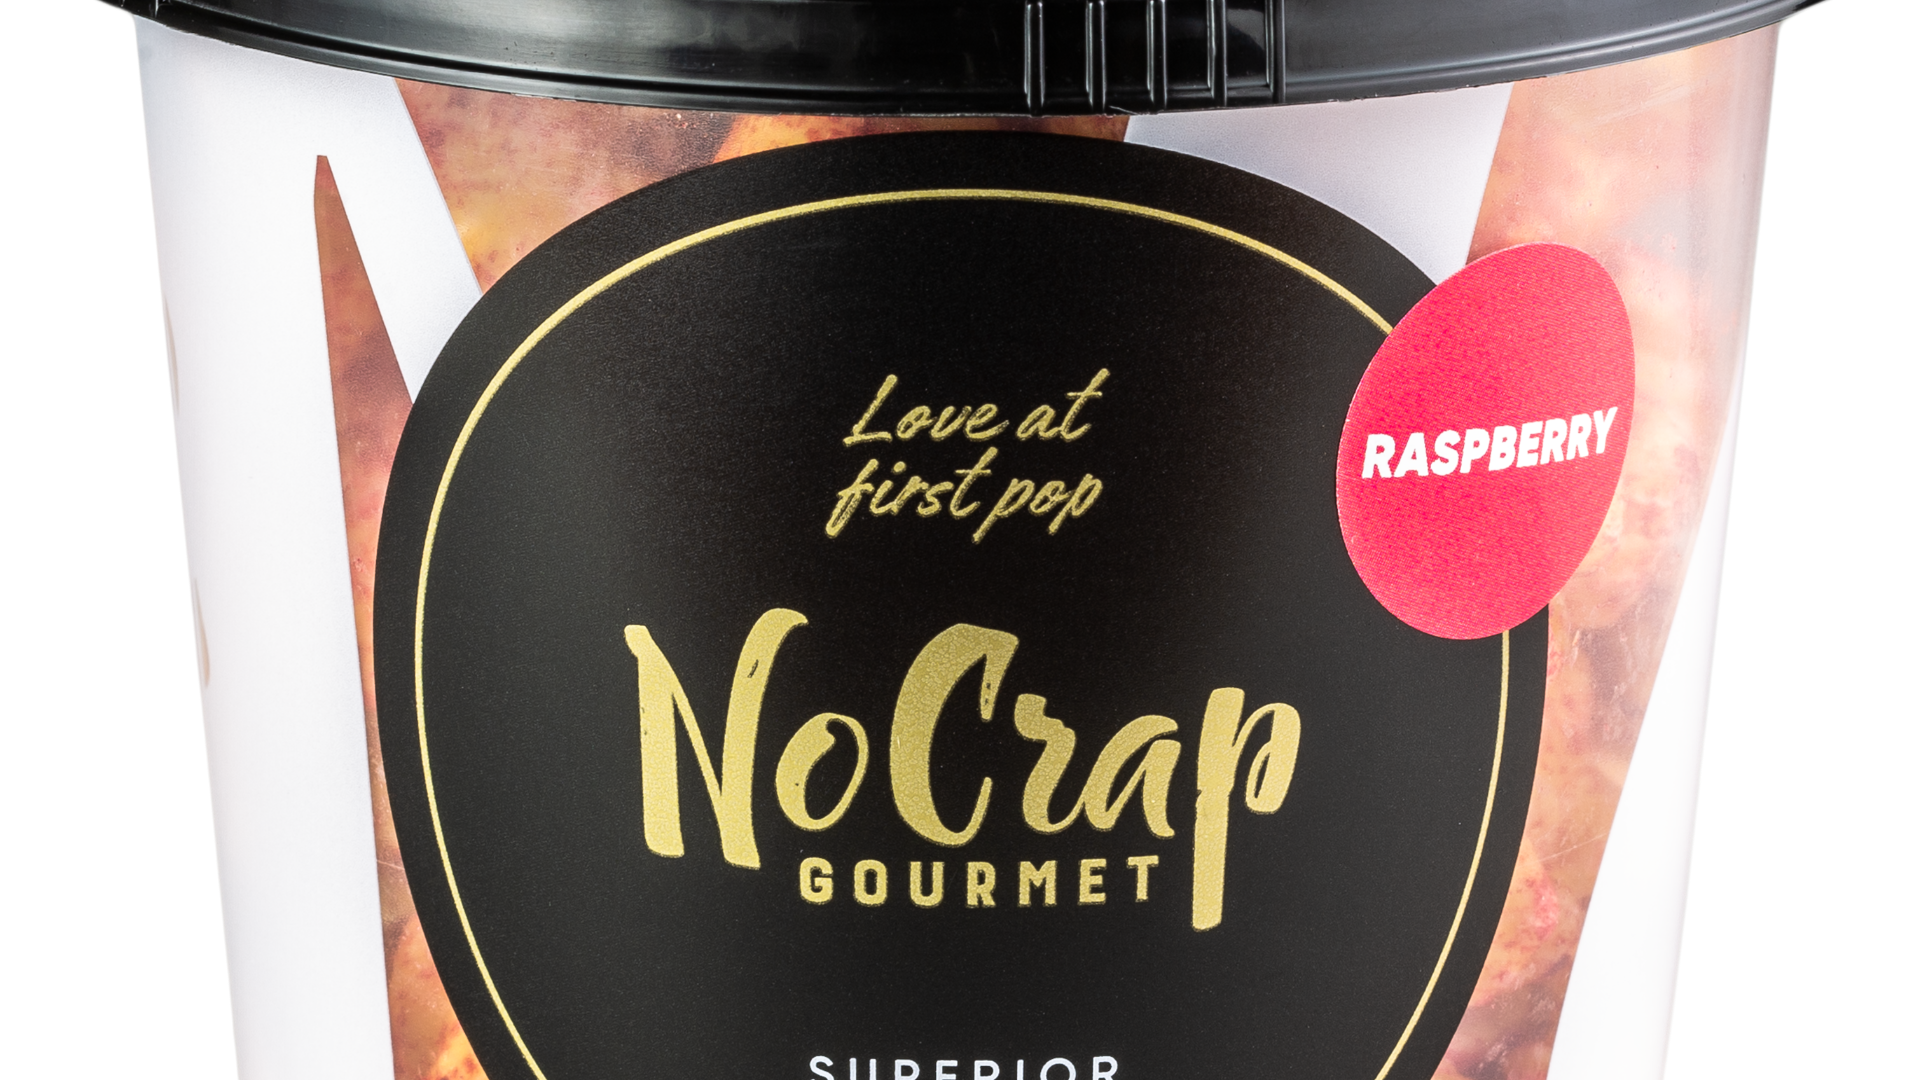 Love at
first pop
RASPBERRY
NoCrap
GOURMET
SUPERIOR